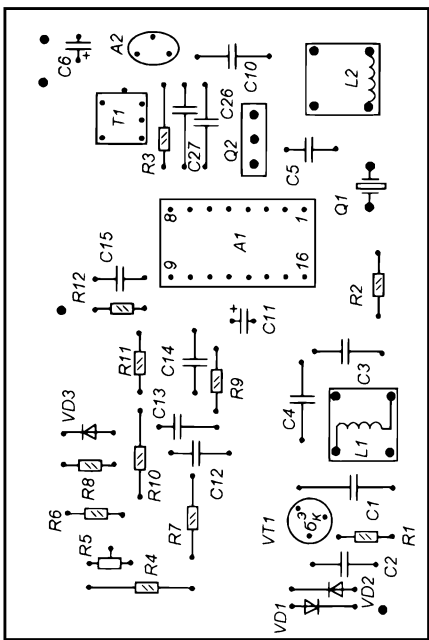 C6
+
A2
C10
L2
T1
R3
C27
C26
Q2
C5
Q1
8
1
A1
9
16
C15
R12
+
C11
R2
R11
C14
R9
C3
C4
VD3
C13
L1
R8
R10
C12
R6
R7
VT1
э
б
к
C1
R5
R4
R1
C2
VD1
VD2